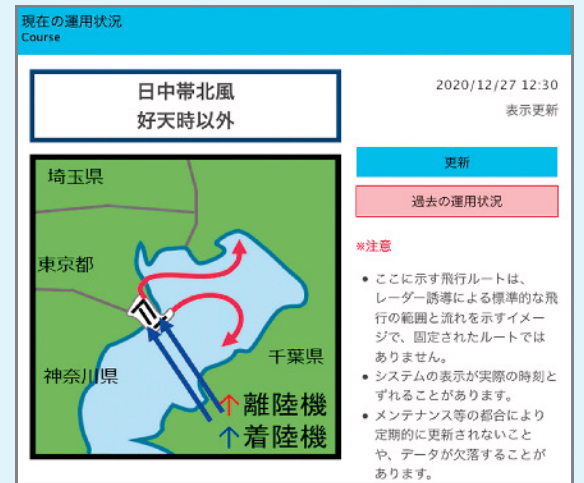 現在の運用状況
Course
日中帯北風
好天時以外
2020/12/27 12:30
表示更新
更新
過去の運用状況
※注意
● ここに示す飛行ルートは、
レーダー誘導による標準的な飛
行の範囲と流れを示すイメー
ジで、固定されたルートでは
ありません。
● システムの表示が実際の時刻と
ずれることがあります。
● メンテナンス等の都合により
定期的に更新されないこと
や、データが欠落することが
あります。
埼玉県
東京都
神奈川県
千葉県
↑離陸機
↑着陸機